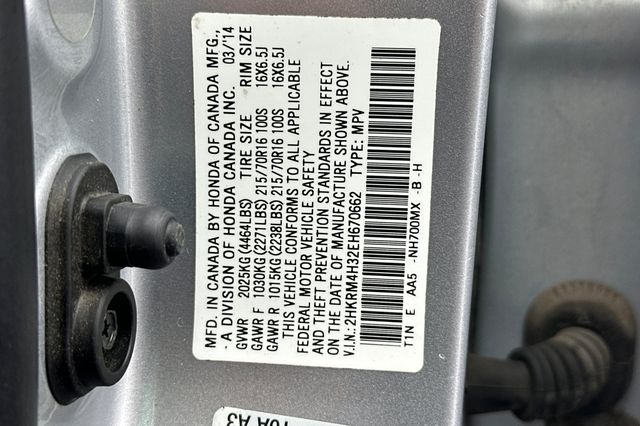 MFD. IN CANADA BY HONDA OF CANADA MFG.,
- A DIVISION OF HONDA CANADA INC. 03/14
GVWR 2025KG(4464LBS) TIRE SIZE RIM SIZE
GAWR F 1030KG(2271LBS) 215/70R16 100S 16X6.5J
GAWR R 1015KG(2238LBS) 215/70R16 100S 16X6.5J
THIS VEHICLE CONFORMS TO ALL APPLICABLE
FEDERAL MOTOR VEHICLE SAFETY
AND THEFT PREVENTION STANDARDS IN EFFECT
ON THE DATE OF MANUFACTURE SHOWN ABOVE.
V.I.N.: 2HKRM4H32EH670662 TYPE: MPV
T1N E AA5 -NH700MX -B -H
A3